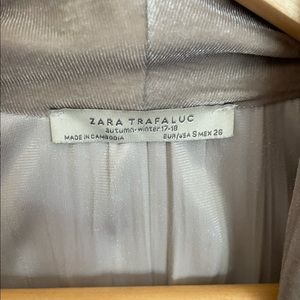 ZARA TRAFALUC
autumn-winter 17-18
MADE IN CAMBODIA EUR/USA S MEX 26